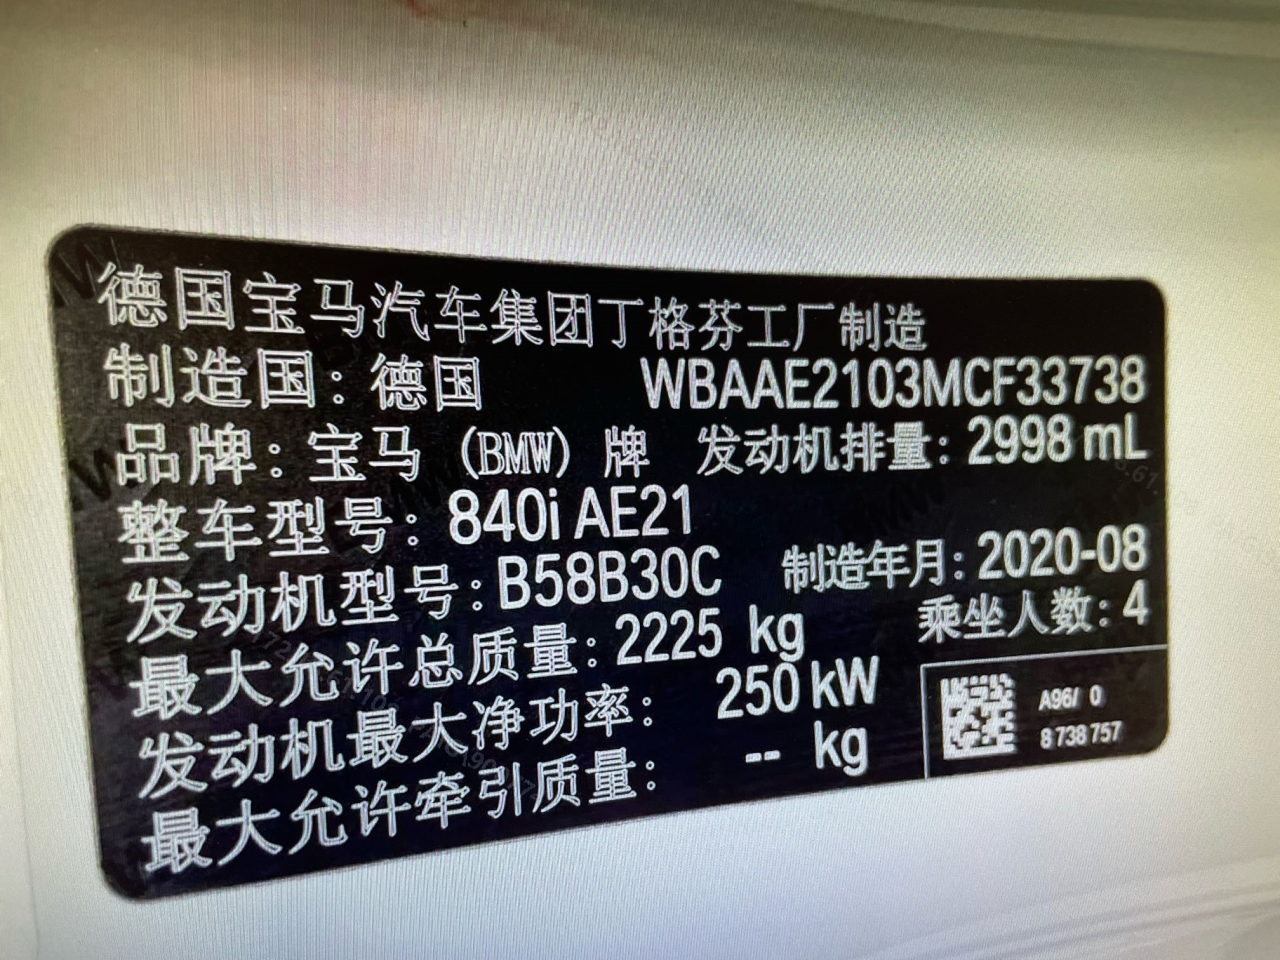 德国宝马汽车集团丁格芬工厂制造
制造国：德国 WBAAE2103MCF33738
品牌：宝马（BMW）牌 发动机排量：2998 mL
整车型号：840i AE21
发动机型号：B58B30C 制造年月：2020-08
最大允许总质量：2225 kg 乘坐人数：4
发动机最大净功率： 250 kW
最大允许牵引质量： -- kg
A96/ 0
8 738 757